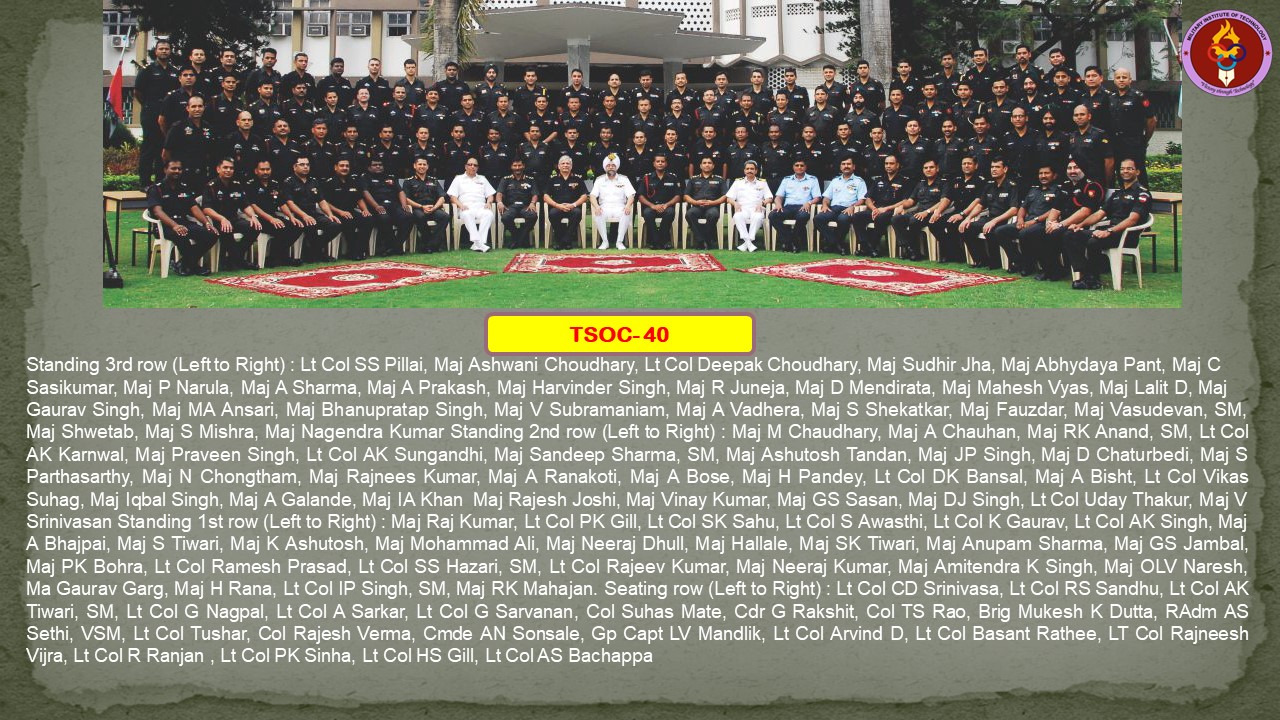 MILITARY INSTITUTE OF TECHNOLOGY
Victory through Technology
TSOC- 40
Standing 3rd row (Left to Right) : Lt Col SS Pillai, Maj Ashwani Choudhary, Lt Col Deepak Choudhary, Maj Sudhir Jha, Maj Abhydaya Pant, Maj C
Sasikumar, Maj P Narula, Maj A Sharma, Maj A Prakash, Maj Harvinder Singh, Maj R Juneja, Maj D Mendirata, Maj Mahesh Vyas, Maj Lalit D, Maj
Gaurav Singh, Maj MA Ansari, Maj Bhanupratap Singh, Maj V Subramaniam, Maj A Vadhera, Maj S Shekatkar, Maj Fauzdar, Maj Vasudevan, SM,
Maj Shwetab, Maj S Mishra, Maj Nagendra Kumar Standing 2nd row (Left to Right) : Maj M Chaudhary, Maj A Chauhan, Maj RK Anand, SM, Lt Col
AK Karnwal, Maj Praveen Singh, Lt Col AK Sungandhi, Maj Sandeep Sharma, SM, Maj Ashutosh Tandan, Maj JP Singh, Maj D Chaturbedi, Maj S
Parthasarthy, Maj N Chongtham, Maj Rajnees Kumar, Maj A Ranakoti, Maj A Bose, Maj H Pandey, Lt Col DK Bansal, Maj A Bisht, Lt Col Vikas
Suhag, Maj Iqbal Singh, Maj A Galande, Maj IA Khan Maj Rajesh Joshi, Maj Vinay Kumar, Maj GS Sasan, Maj DJ Singh, Lt Col Uday Thakur, Maj V
Srinivasan Standing 1st row (Left to Right) : Maj Raj Kumar, Lt Col PK Gill, Lt Col SK Sahu, Lt Col S Awasthi, Lt Col K Gaurav, Lt Col AK Singh, Maj
A Bhajpai, Maj S Tiwari, Maj K Ashutosh, Maj Mohammad Ali, Maj Neeraj Dhull, Maj Hallale, Maj SK Tiwari, Maj Anupam Sharma, Maj GS Jambal,
Maj PK Bohra, Lt Col Ramesh Prasad, Lt Col SS Hazari, SM, Lt Col Rajeev Kumar, Maj Neeraj Kumar, Maj Amitendra K Singh, Maj OLV Naresh,
Ma Gaurav Garg, Maj H Rana, Lt Col IP Singh, SM, Maj RK Mahajan. Seating row (Left to Right) : Lt Col CD Srinivasa, Lt Col RS Sandhu, Lt Col AK
Tiwari, SM, Lt Col G Nagpal, Lt Col A Sarkar, Lt Col G Sarvanan, Col Suhas Mate, Cdr G Rakshit, Col TS Rao, Brig Mukesh K Dutta, RAdm AS
Sethi, VSM, Lt Col Tushar, Col Rajesh Verma, Cmde AN Sonsale, Gp Capt LV Mandlik, Lt Col Arvind D, Lt Col Basant Rathee, LT Col Rajneesh
Vijra, Lt Col R Ranjan , Lt Col PK Sinha, Lt Col HS Gill, Lt Col AS Bachappa